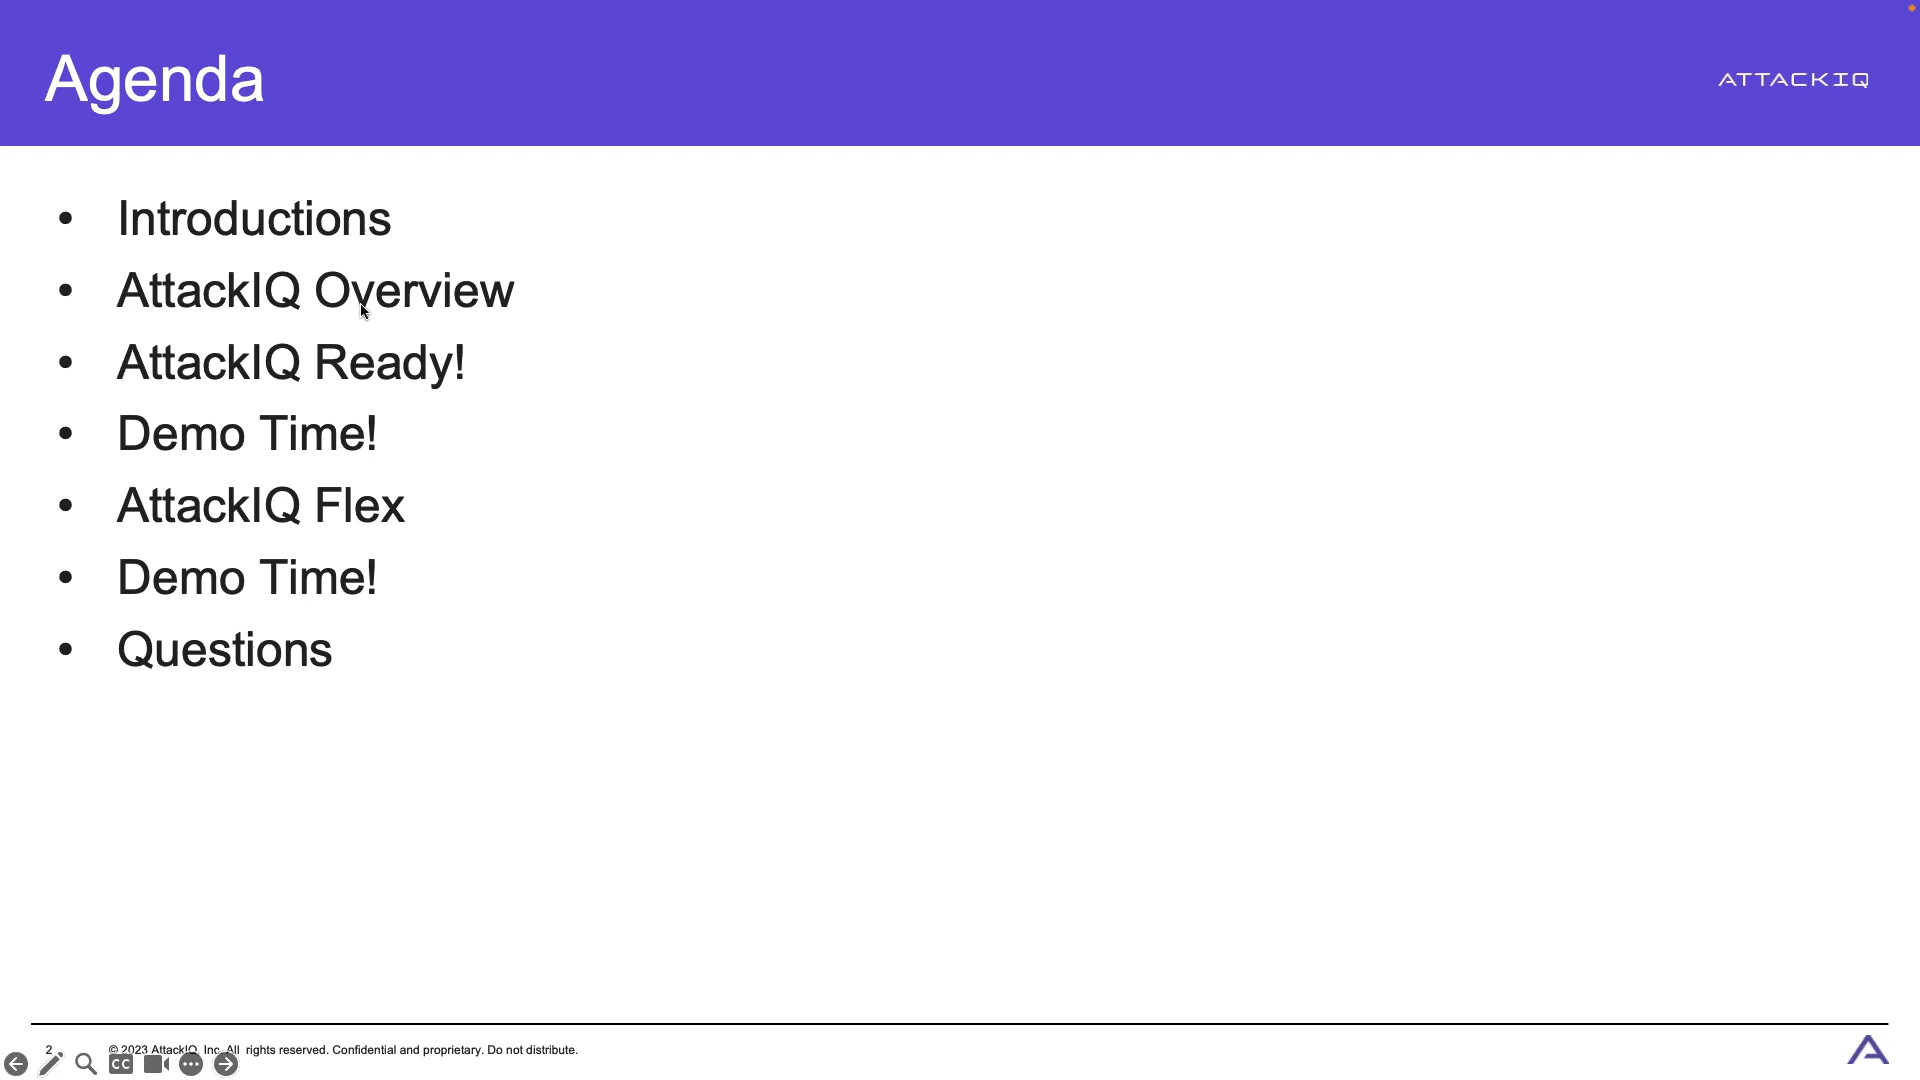 Agenda
ATTACKIQ
• Introductions
• AttackIQ Overview
• AttackIQ Ready!
• Demo Time!
• AttackIQ Flex
• Demo Time!
• Questions
2 © 2023 AttackIQ, Inc. All rights reserved. Confidential and proprietary. Do not distribute.
CC